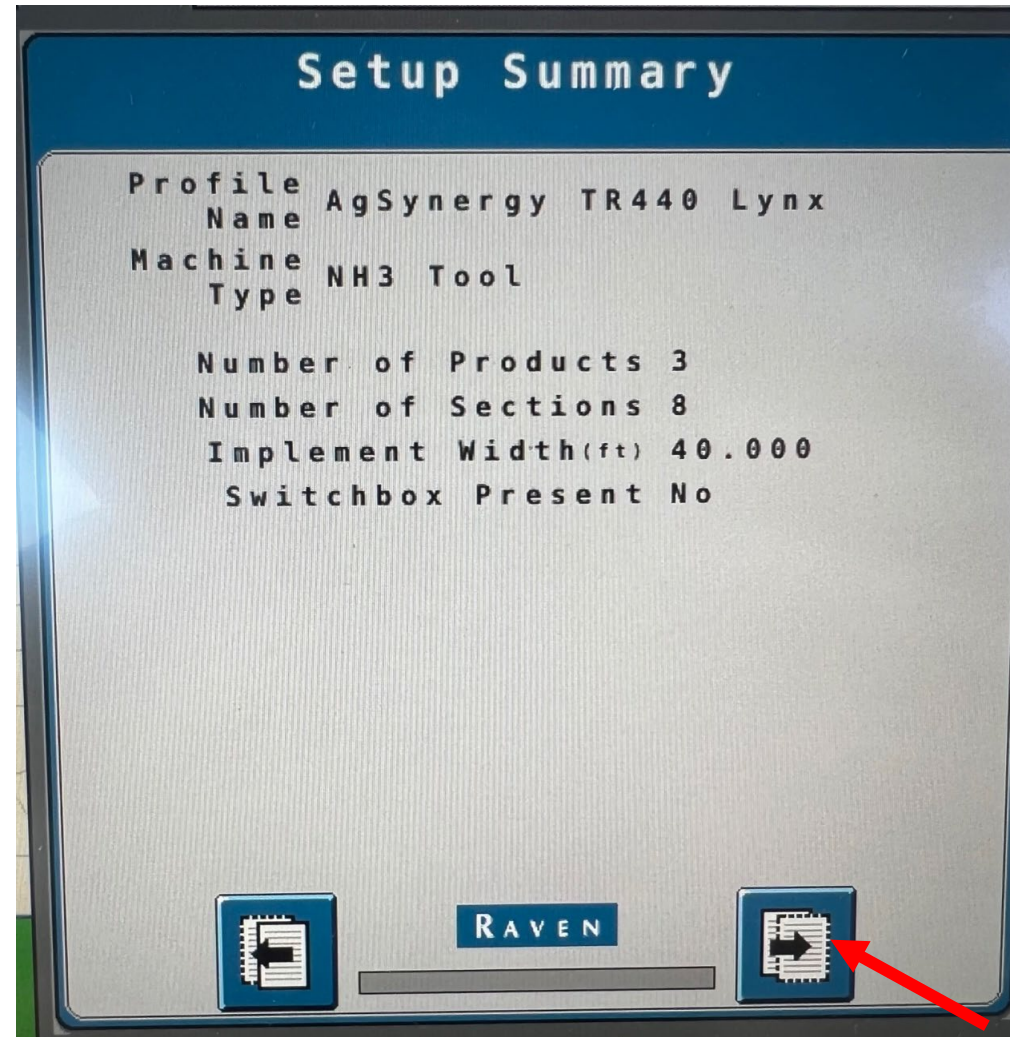 Setup Summary
Profile Name AgSynergy TR440 Lynx
Machine Type NH3 Tool
Number of Products 3
Number of Sections 8
Implement Width(ft) 40.000
Switchbox Present No
RAVEN